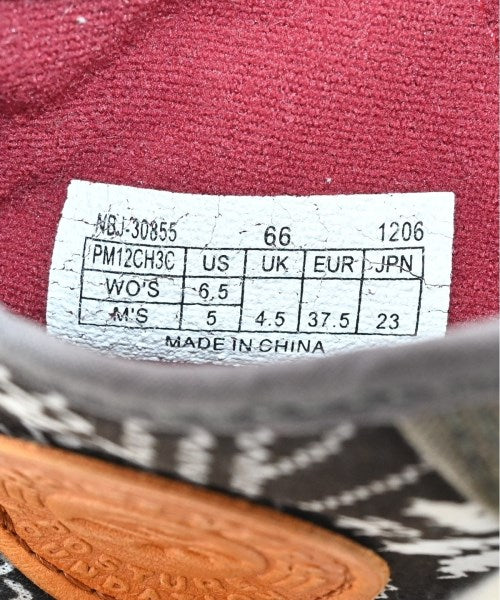 NBJ-30855 66 1206
PM12CH3C US UK EUR JPN
WO'S 6.5
M'S 5 4.5 37.5 23
MADE IN CHINA